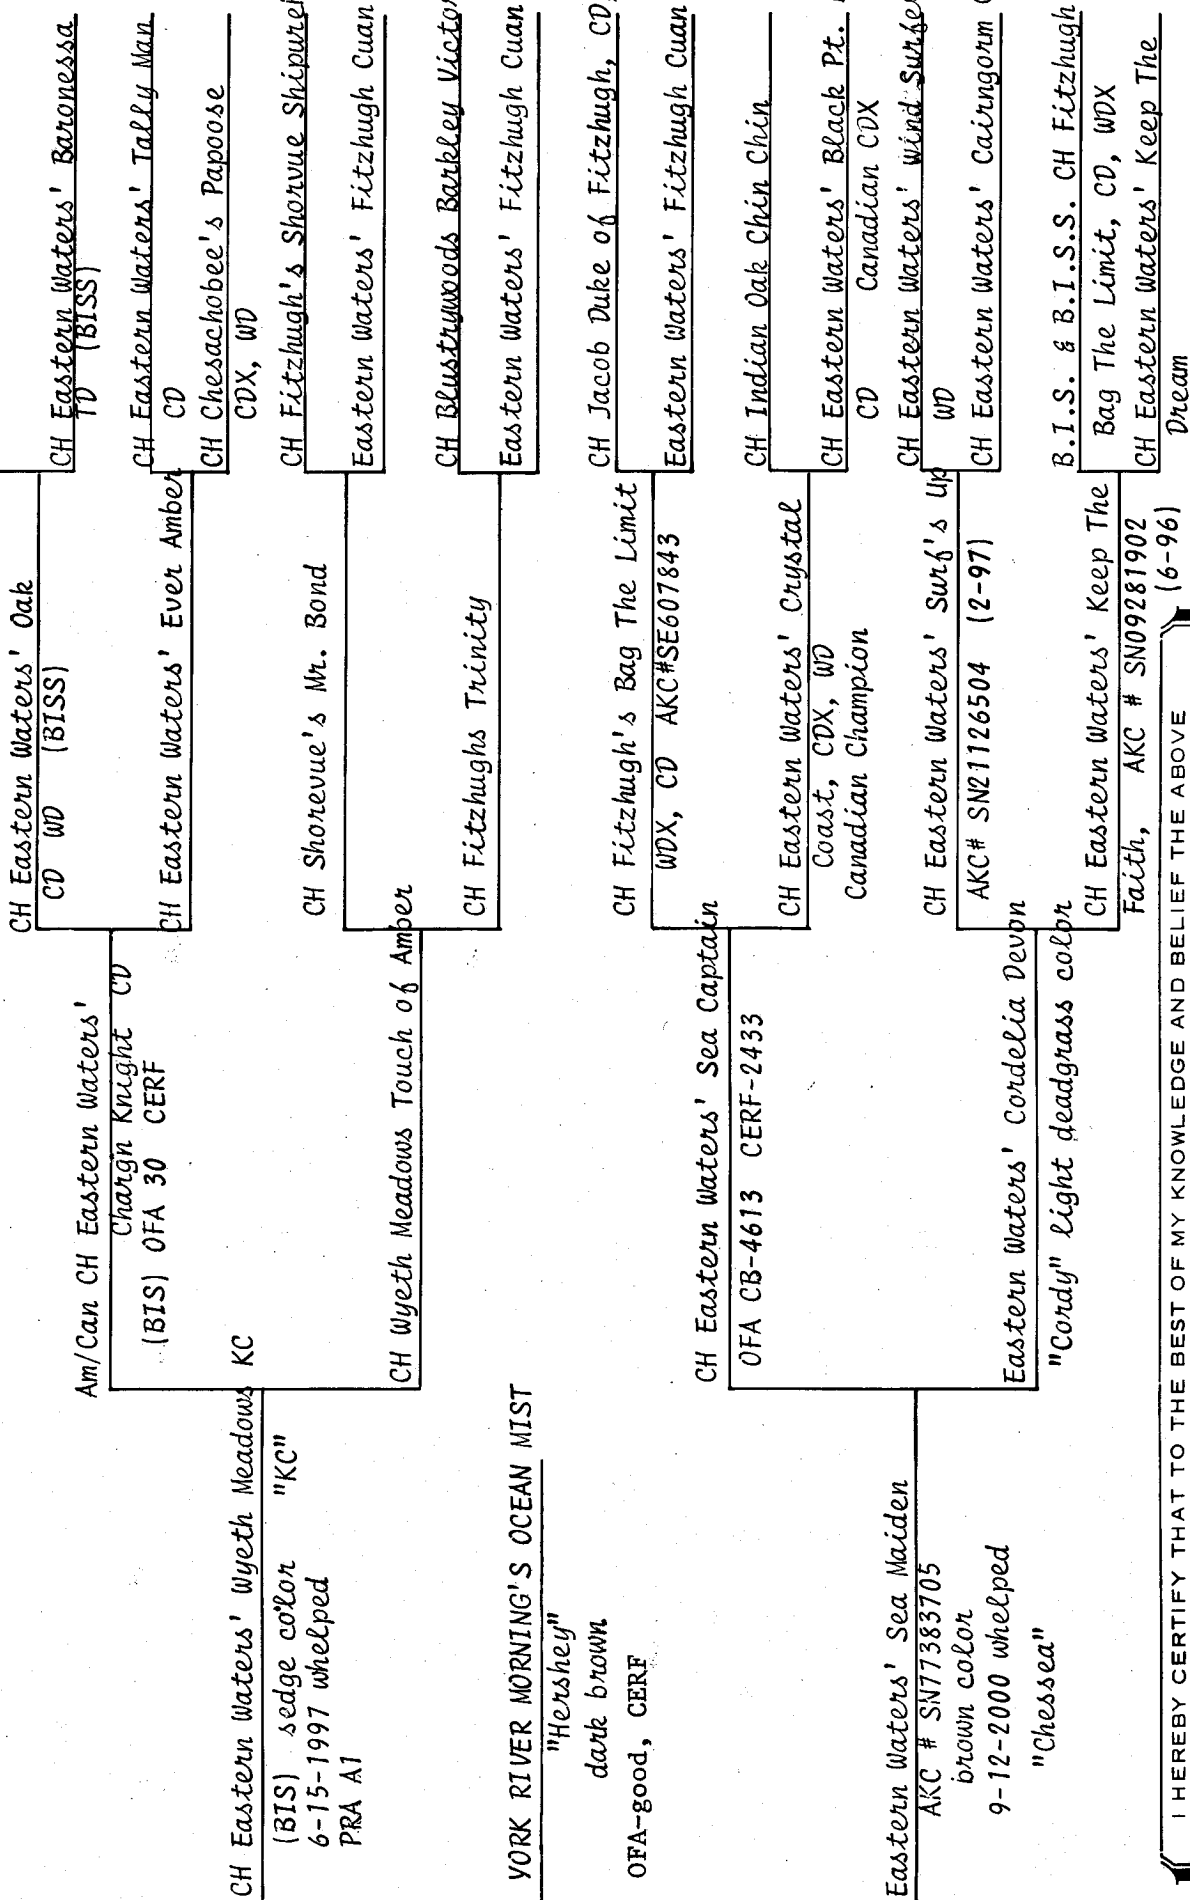 CH Eastern Waters' Wyeth Meadows KC
(BIS) sedge color "KC"
6-15-1997 whelped
PRA A1
YORK RIVER MORNING'S OCEAN MIST
"Hershey"
dark brown
OFA-good, CERF
Eastern Waters' Sea Maiden
AKC # SN77383705
brown color
9-12-2000 whelped
"Chessea"
Am/Can CH Eastern Waters'
Chargn Knight CD
(BIS) OFA 30 CERF
CH Wyeth Meadows Touch of Amber
CH Eastern Waters' Sea Captain
OFA CB-4613 CERF-2433
Eastern Waters' Cordelia Devon
"Cordy" light deadgrass color
CH Eastern Waters' Oak
CD WD (BISS)
CH Eastern Waters' Ever Amber
CH Shorevue's Mr. Bond
CH Fitzhughs Trinity
CH Fitzhugh's Bag The Limit
WDX, CD AKC#SE607843
CH Eastern Waters' Crystal
Coast, CDX, WD
Canadian Champion
CH Eastern Waters' Surf's Up
AKC# SN21126504 (2-97)
CH Eastern Waters' Keep The
Faith, AKC # SN09281902
(6-96)
CH Eastern Waters' Baronessa
TD (BISS)
CH Eastern Waters' Tally Man
CD
CH Chesachobee's Papoose
CDX, WD
CH Fitzhugh's Shorvue Shipure
Eastern Waters' Fitzhugh Cuan
CH Blustrywoods Barkley Victo
Eastern Waters' Fitzhugh Cuan
CH Jacob Duke of Fitzhugh, CD,
Eastern Waters' Fitzhugh Cuan
CH Indian Oak Chin Chin
CH Eastern Waters' Black Pt.
CD Canadian CDX
CH Eastern Waters' Wind Surfe
WD
CH Eastern Waters' Cairngorm
B.I.S. & B.I.S.S. CH Fitzhugh
Bag The Limit, CD, WDX
CH Eastern Waters' Keep The
Dream
I HEREBY CERTIFY THAT TO THE BEST OF MY KNOWLEDGE AND BELIEF THE ABOVE